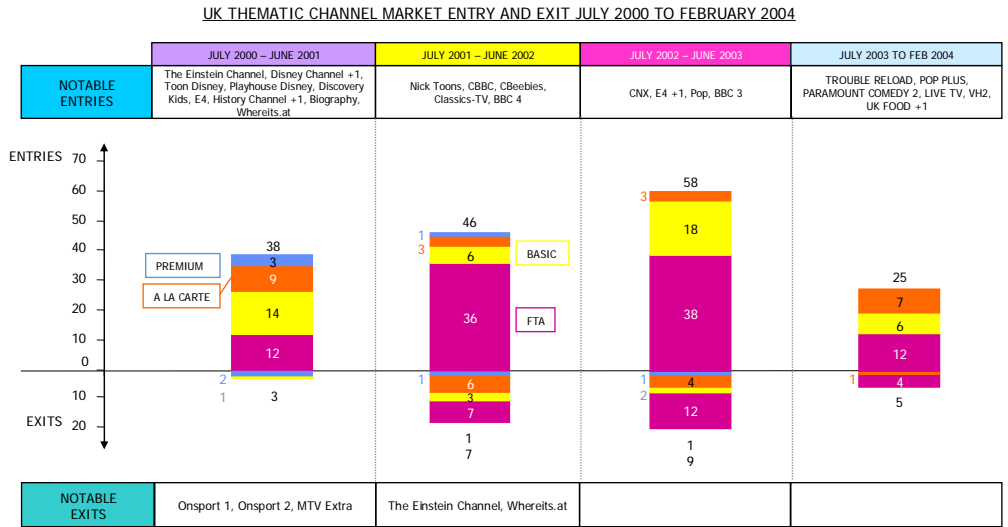 UK THEMATIC CHANNEL MARKET ENTRY AND EXIT JULY 2000 TO FEBRUARY 2004
JULY 2000 – JUNE 2001
JULY 2001 – JUNE 2002
JULY 2002 – JUNE 2003
JULY 2003 TO FEB 2004
NOTABLE
ENTRIES
The Einstein Channel, Disney Channel +1,
Toon Disney, Playhouse Disney, Discovery
Kids, E4, History Channel +1, Biography,
Whereits.at
Nick Toons, CBBC, CBeebies,
Classics-TV, BBC 4
CNX, E4 +1, Pop, BBC 3
TROUBLE RELOAD, POP PLUS,
PARAMOUNT COMEDY 2, LIVE TV, VH2,
UK FOOD +1
ENTRIES
70
60
50
40
30
20
10
0
10
20
EXITS
PREMIUM
A LA CARTE
38
3
9
14
12
2
1
3
46
1
3
6
36
BASIC
FTA
1
6
3
7
1
7
58
3
18
38
1
4
2
12
1
9
25
7
6
12
1
4
5
NOTABLE
EXITS
Onsport 1, Onsport 2, MTV Extra
The Einstein Channel, Whereits.at